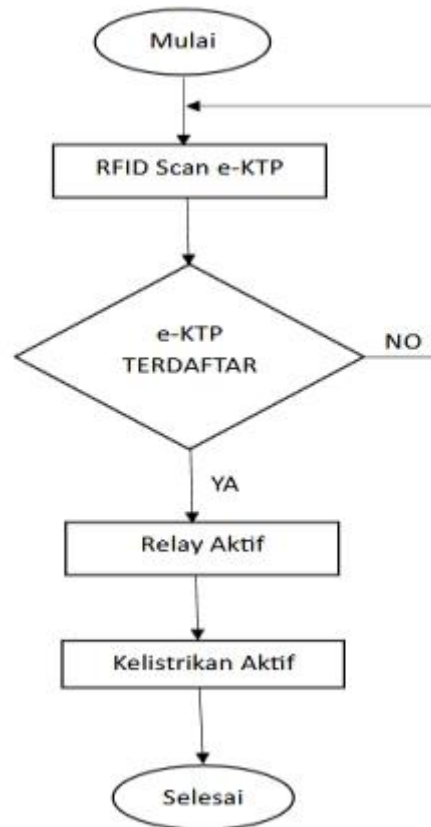 Mulai
RFID Scan e-KTP
e-KTP
TERDAFTAR
NO
YA
Relay Aktif
Kelistrikan Aktif
Selesai